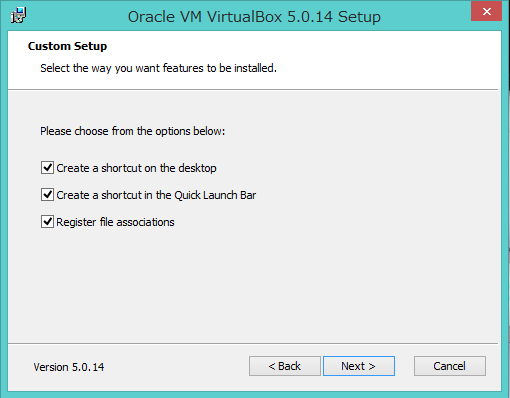 Oracle VM VirtualBox 5.0.14 Setup
Custom Setup
Select the way you want features to be installed.
Please choose from the options below:
Create a shortcut on the desktop
Create a shortcut in the Quick Launch Bar
Register file associations
Version 5.0.14
< Back
Next >
Cancel